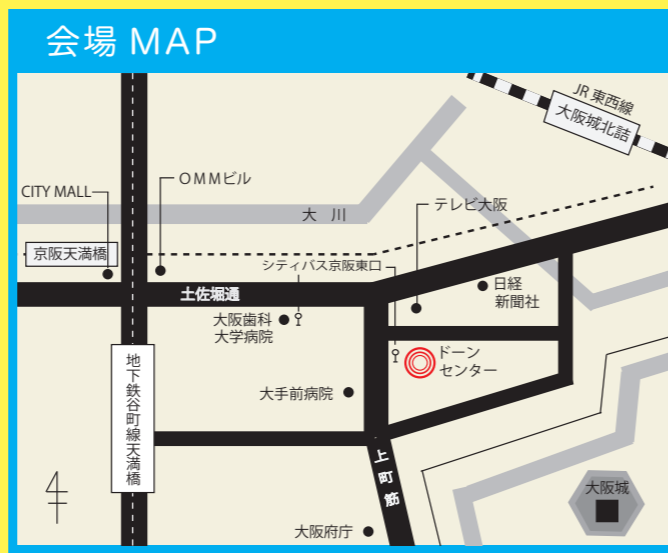 会場 MAP
JR東西線
大阪城北詰
CITY MALL
OMMビル
大 川
テレビ大阪
京阪天満橋
シティバス京阪東口
土佐堀通
日経
新聞社
大阪歯科
大学病院
ドーン
センター
地下鉄谷町線天満橋
大手前病院
上町筋
大阪城
大阪府庁